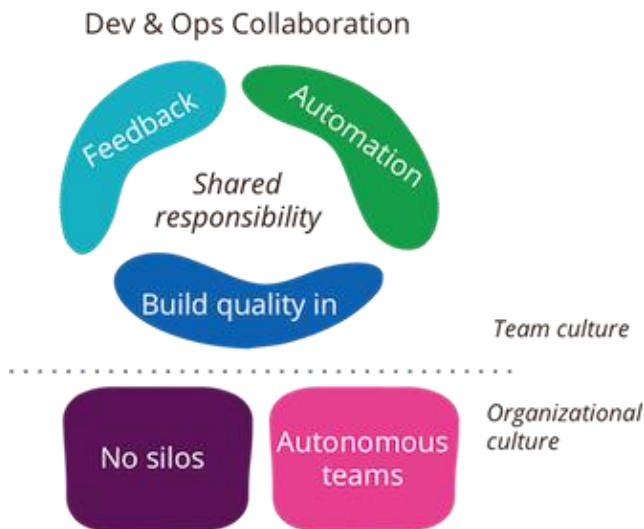 Dev & Ops Collaboration
Feedback
Automation
Shared
responsibility
Build quality in
Team culture
No silos
Autonomous
teams
Organizational
culture